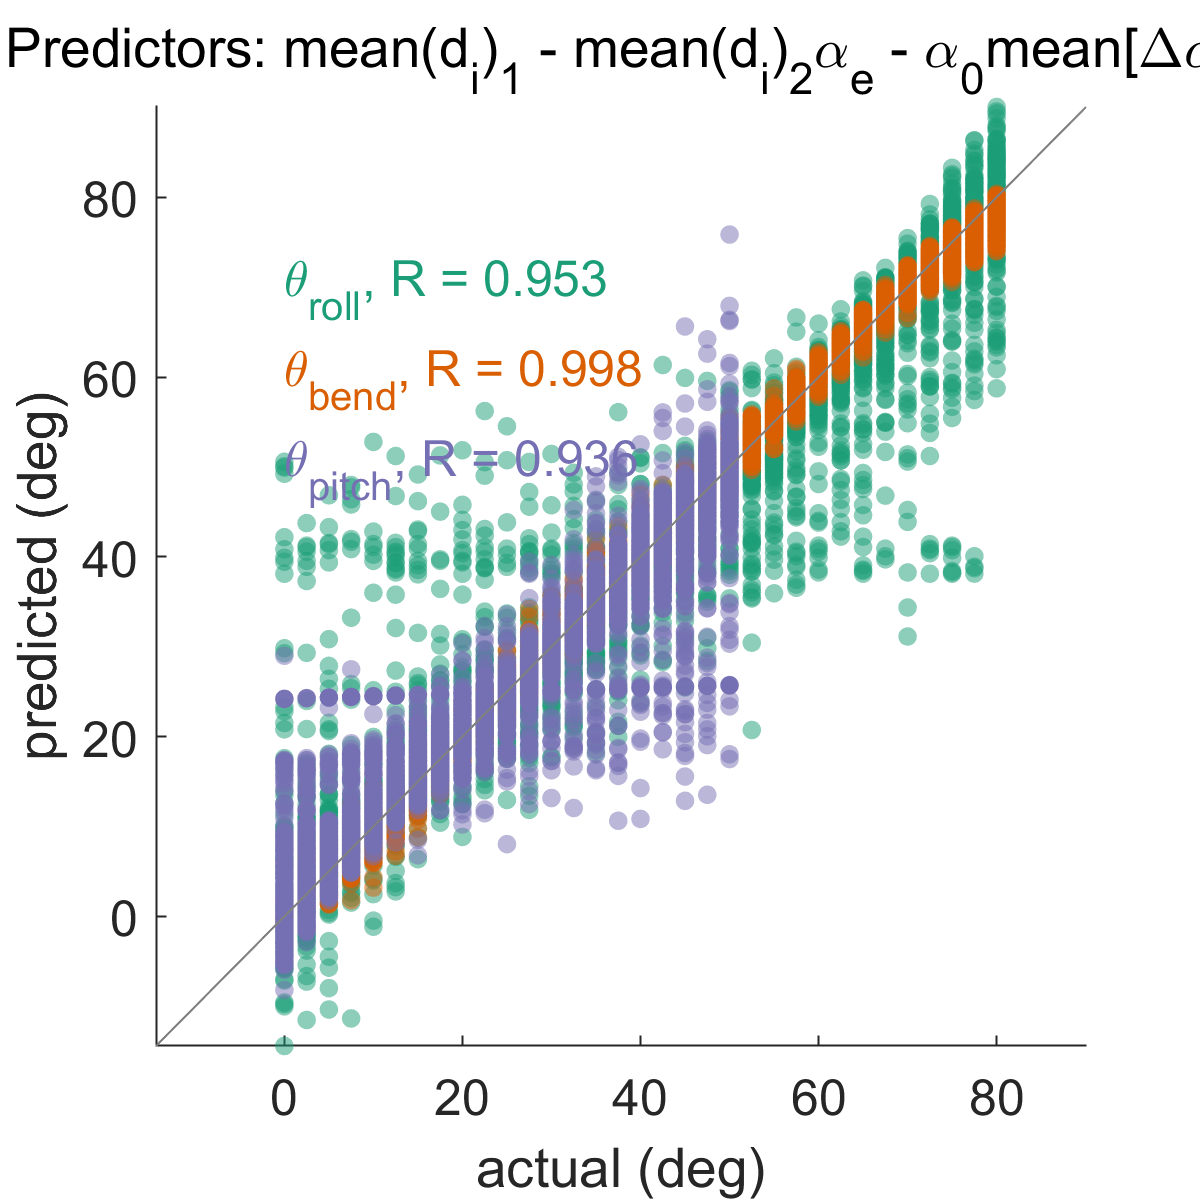 Predictors: mean(d_i)_1 - mean(d_i)_2α_e - α_0mean[Δ
θ_roll, R = 0.953
θ_bend, R = 0.998
θ_pitch, R = 0.936
predicted (deg)
80
60
40
20
0
0 20 40 60 80
actual (deg)